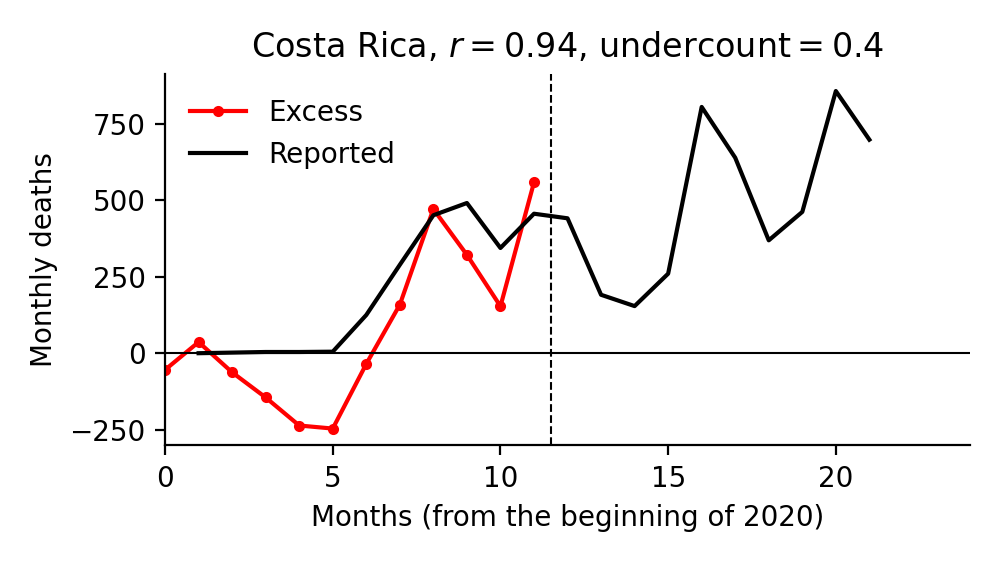 Costa Rica, r = 0.94, undercount = 0.4
Excess
Reported
750
500
250
0
−250
Monthly deaths
0 5 10 15 20
Months (from the beginning of 2020)